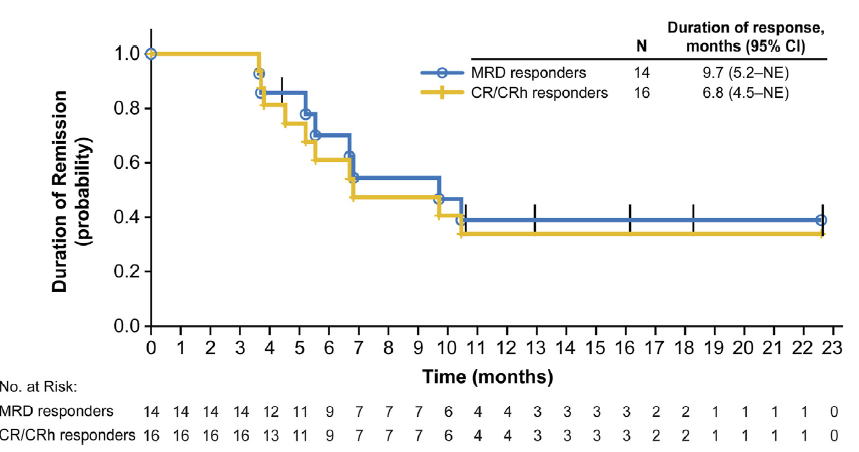 Duration of response,
N months (95% CI)
MRD responders 14 9.7 (5.2–NE)
CR/CRh responders 16 6.8 (4.5–NE)
Duration of Remission
(probability)
1.0
0.8
0.6
0.4
0.2
0.0
0 1 2 3 4 5 6 7 8 9 10 11 12 13 14 15 16 17 18 19 20 21 22 23
Time (months)
No. at Risk:
MRD responders 14 14 14 14 12 11 9 7 7 7 6 4 4 3 3 3 3 2 2 1 1 1 1 0
CR/CRh responders 16 16 16 16 13 11 9 7 7 7 6 4 4 3 3 3 3 2 2 1 1 1 1 0